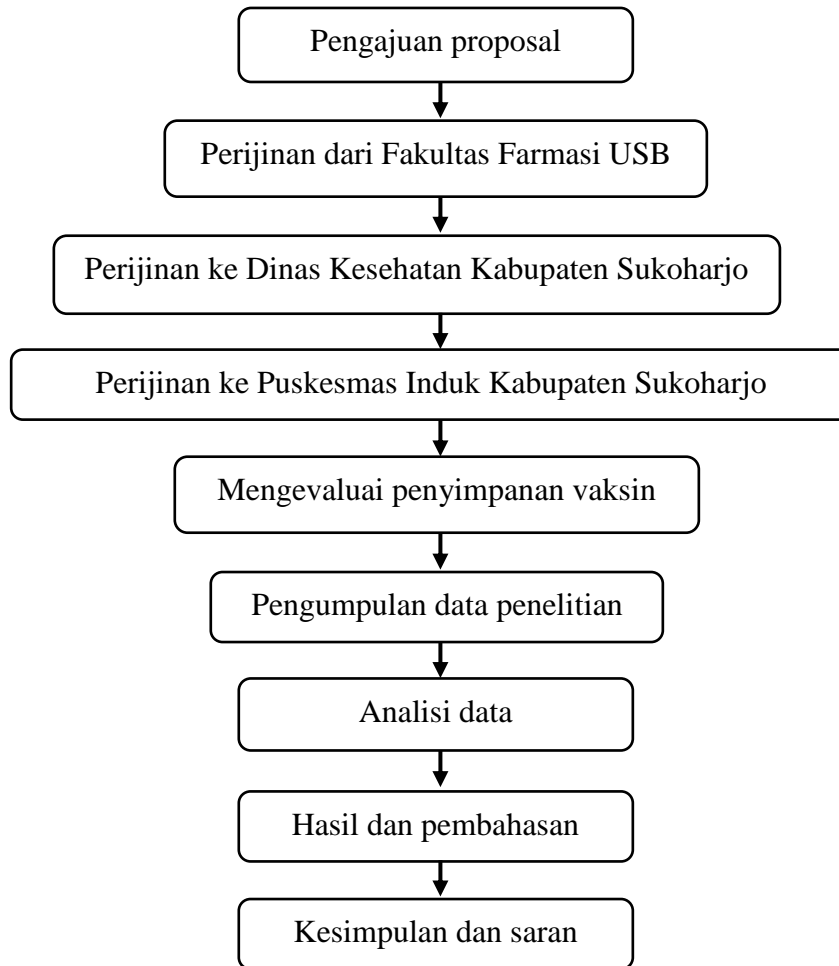 Pengajuan proposal
Perijinan dari Fakultas Farmasi USB
Perijinan ke Dinas Kesehatan Kabupaten Sukoharjo
Perijinan ke Puskesmas Induk Kabupaten Sukoharjo
Mengevaluai penyimpanan vaksin
Pengumpulan data penelitian
Analisi data
Hasil dan pembahasan
Kesimpulan dan saran